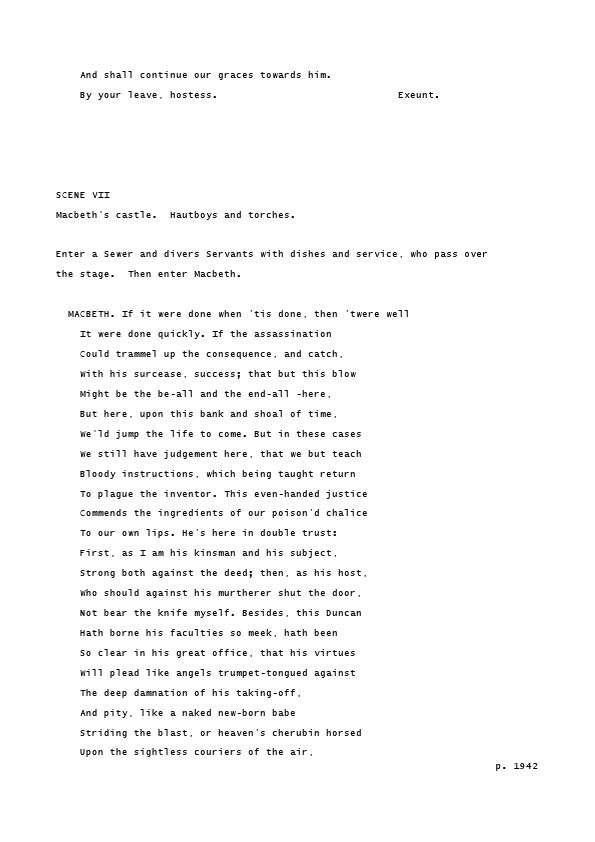 And shall continue our graces towards him.
By your leave, hostess. Exeunt.
SCENE VII
Macbeth's castle. Hautboys and torches.
Enter a Sewer and divers Servants with dishes and service, who pass over
the stage. Then enter Macbeth.
MACBETH. If it were done when 'tis done, then 'twere well
It were done quickly. If the assassination
Could trammel up the consequence, and catch,
With his surcease, success; that but this blow
Might be the be-all and the end-all -here,
But here, upon this bank and shoal of time,
We'ld jump the life to come. But in these cases
We still have judgement here, that we but teach
Bloody instructions, which being taught return
To plague the inventor. This even-handed justice
Commends the ingredients of our poison'd chalice
To our own lips. He's here in double trust:
First, as I am his kinsman and his subject,
Strong both against the deed; then, as his host,
Who should against his murtherer shut the door,
Not bear the knife myself. Besides, this Duncan
Hath borne his faculties so meek, hath been
So clear in his great office, that his virtues
Will plead like angels trumpet-tongued against
The deep damnation of his taking-off,
And pity, like a naked new-born babe
Striding the blast, or heaven's cherubin horsed
Upon the sightless couriers of the air,
p. 1942